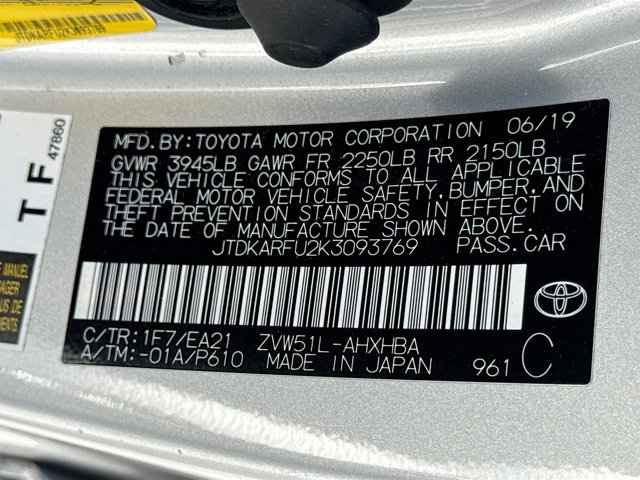 MFD. BY: TOYOTA MOTOR CORPORATION 06/19
GVWR 3945LB GAWR FR 2250LB RR 2150LB
THIS VEHICLE CONFORMS TO ALL APPLICABLE
FEDERAL MOTOR VEHICLE SAFETY, BUMPER, AND
THEFT PREVENTION STANDARDS IN EFFECT ON
THE DATE OF MANUFACTURE SHOWN ABOVE.
JTDKARFU2K3093769 PASS.CAR
C/TR: 1F7/EA21 ZVW51L-AHXHBA
A/TM: -01A/P610 MADE IN JAPAN 961 C
T F
47860
MANUEL
DE